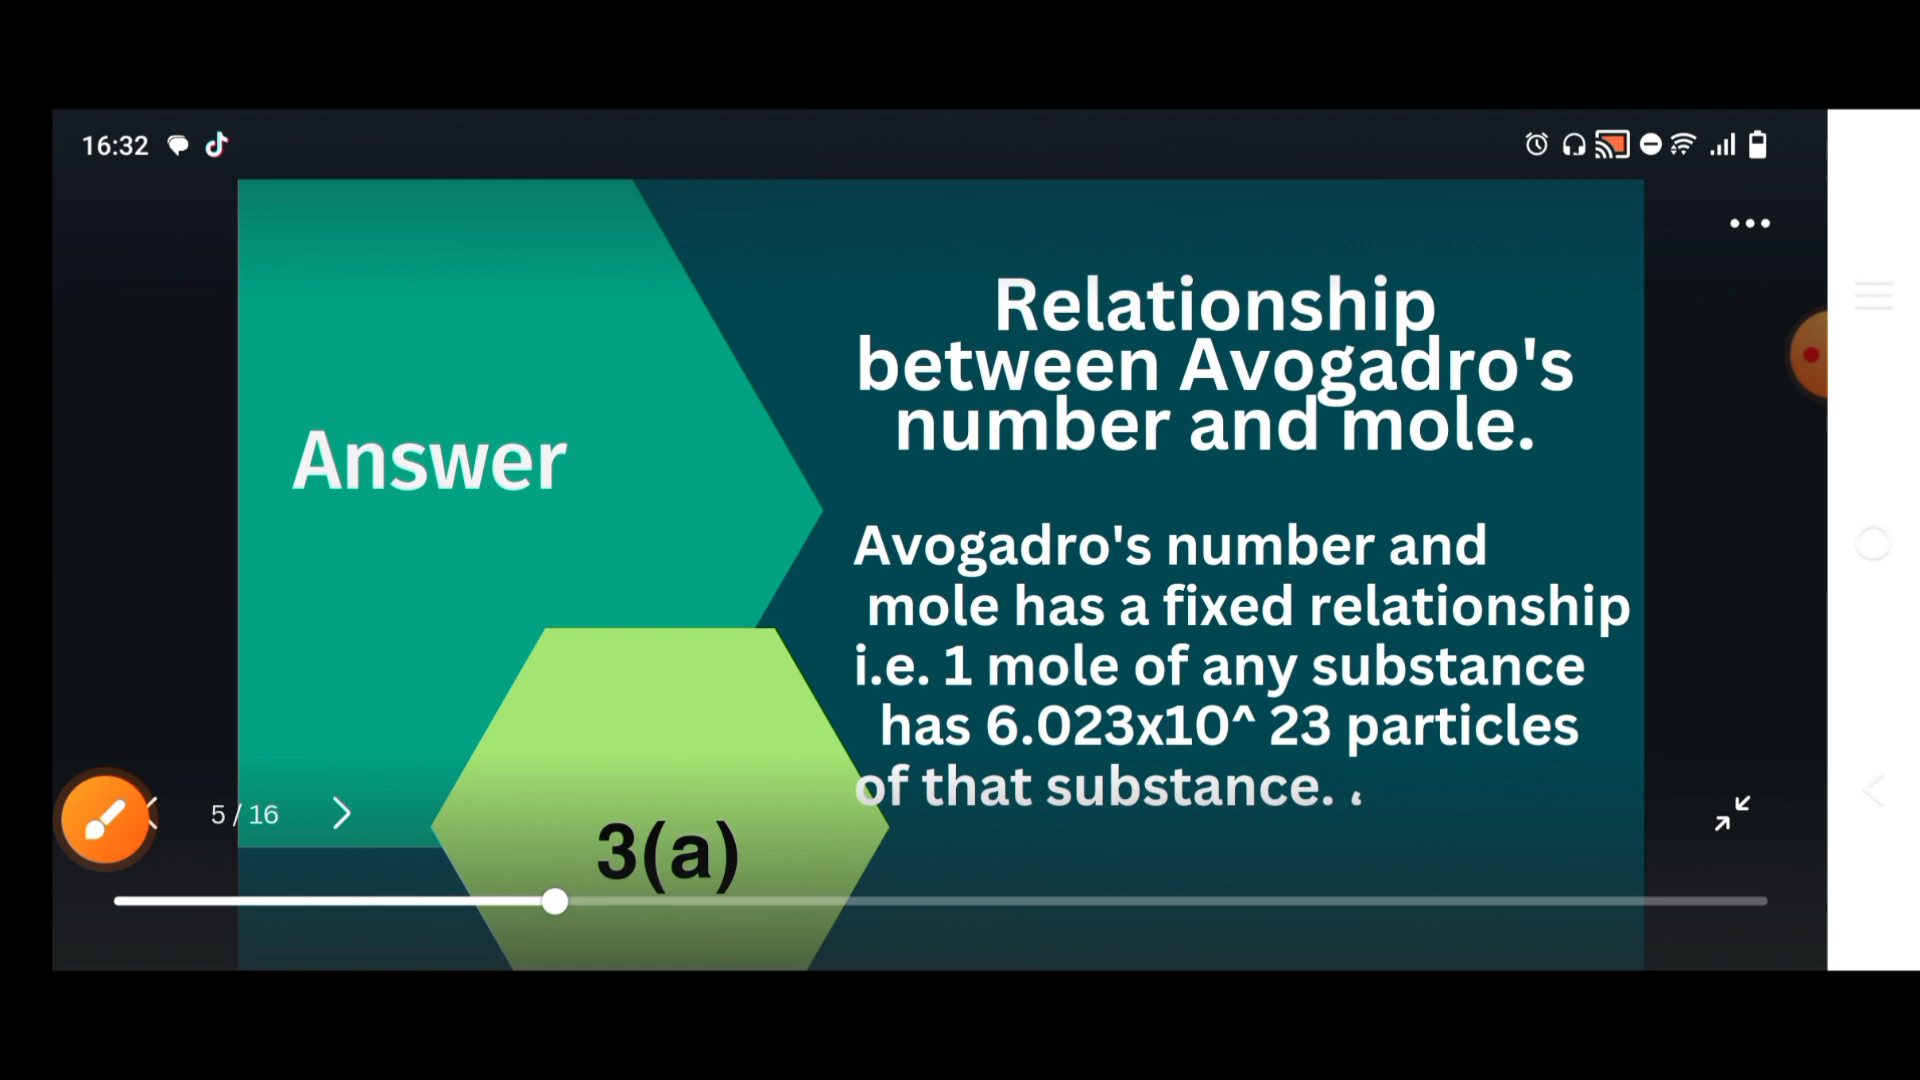 16:32
Relationship
between Avogadro's
number and mole.
Answer
Avogadro's number and
mole has a fixed relationship
i.e. 1 mole of any substance
has 6.023x10^ 23 particles
of that substance.
5 / 16
3(a)